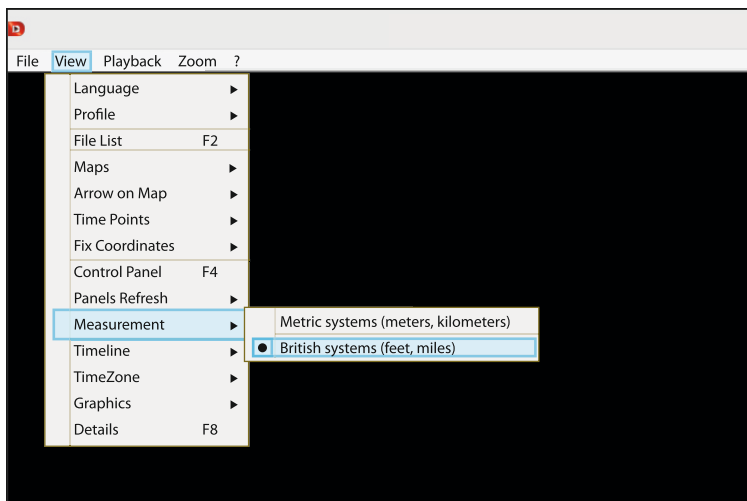 D
File View Playback Zoom ?
Language
Profile
File List F2
Maps
Arrow on Map
Time Points
Fix Coordinates
Control Panel F4
Panels Refresh
Measurement
Metric systems (meters, kilometers)
British systems (feet, miles)
Timeline
TimeZone
Graphics
Details F8